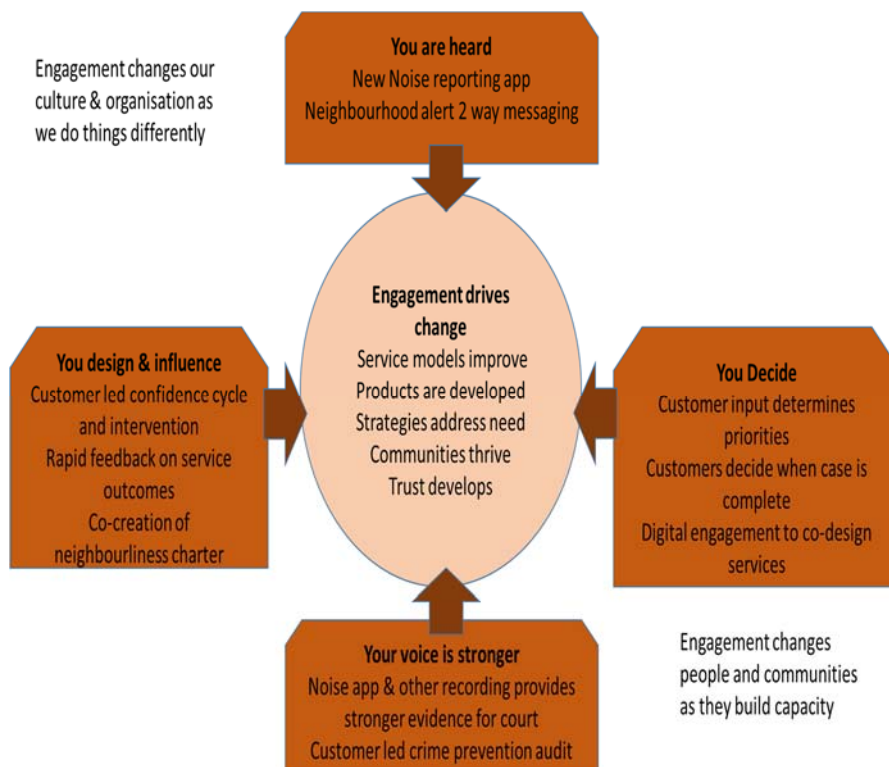 You are heard
New Noise reporting app
Neighbourhood alert 2 way messaging
Engagement changes our
culture & organisation as
we do things differently
Engagement drives
change
Service models improve
Products are developed
Strategies address need
Communities thrive
Trust develops
You design & influence
Customer led confidence cycle
and intervention
Rapid feedback on service
outcomes
Co-creation of
neighbourliness charter
You Decide
Customer input determines
priorities
Customers decide when case is
complete
Digital engagement to co-design
services
Your voice is stronger
Noise app & other recording provides
stronger evidence for court
Customer led crime prevention audit
Engagement changes
people and communities
as they build capacity